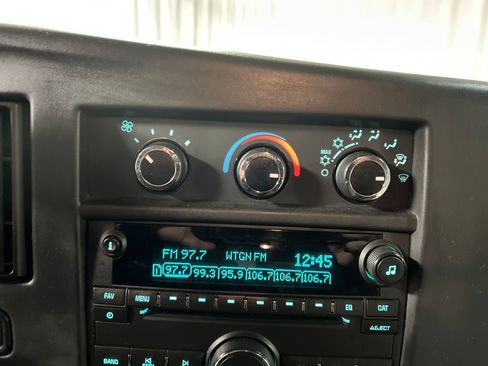 MAX
FM 97.7 WTGN FM 12:45
97.7 99.3 95.9 106.7 106.7 106.7
FAV MENU EQ CAT
EJECT
BAND